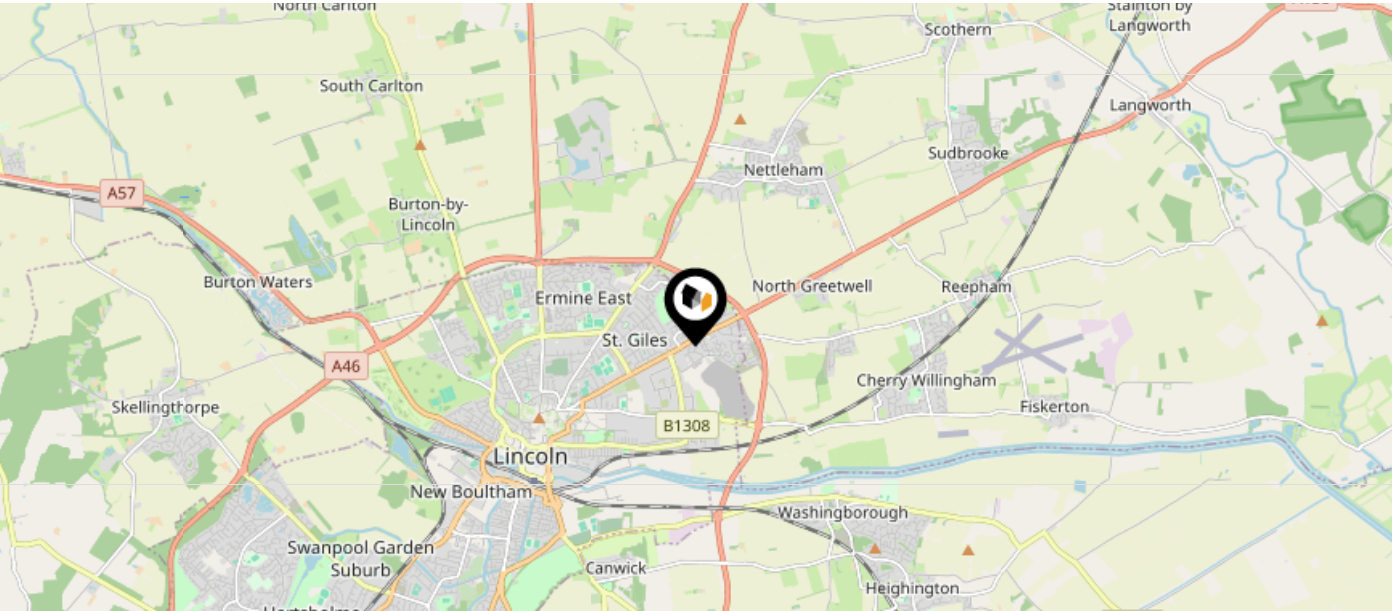 North Carlton
Stainton by
Langworth
Scothern
South Carlton
Langworth
Sudbrooke
Nettleham
A57
Burton-by-
Lincoln
Burton Waters
North Greetwell
Reepham
Ermine East
St. Giles
A46
Cherry Willingham
Skellingthorpe
Fiskerton
B1308
Lincoln
New Boultham
Washingborough
Swanpool Garden
Suburb
Canwick
Heighington